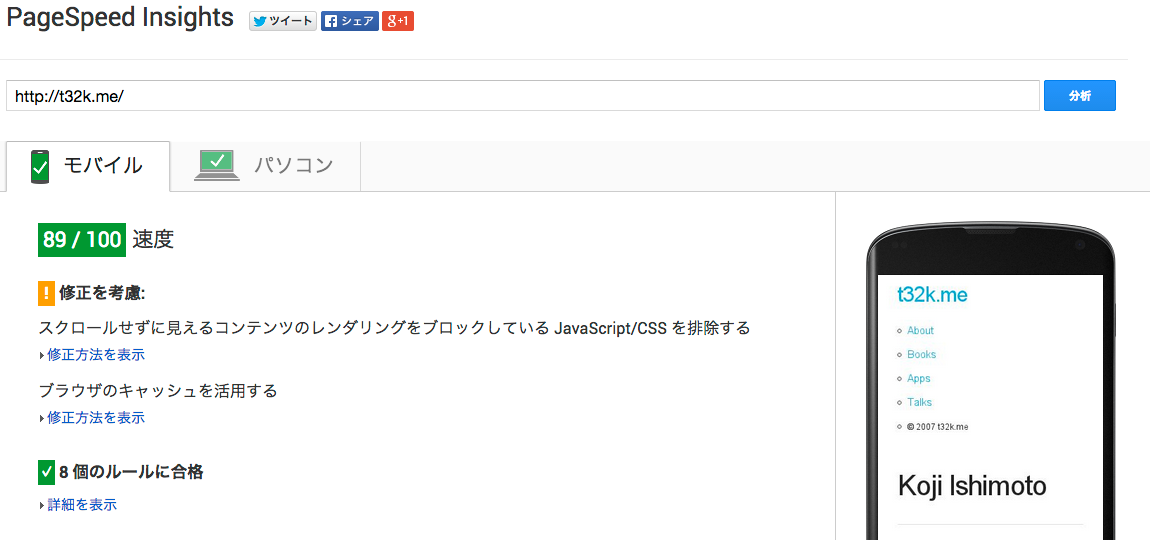 PageSpeed Insights
ツイート
シェア
g+1
http://t32k.me/
分析
モバイル
パソコン
89 / 100 速度
! 修正を考慮:
スクロールせずに見えるコンテンツのレンダリングをブロックしている JavaScript/CSS を排除する
修正方法を表示
ブラウザのキャッシュを活用する
修正方法を表示
8 個のルールに合格
詳細を表示
t32k.me
About
Books
Apps
Talks
© 2007 t32k.me
Koji Ishimoto